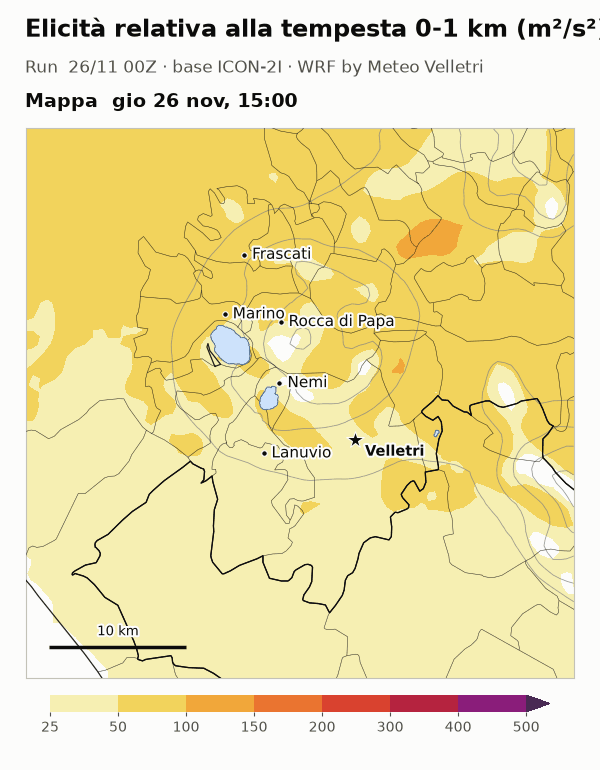 Elicità relativa alla tempesta 0-1 km (m²/s²)
Run 26/11 00Z · base ICON-2I · WRF by Meteo Velletri
Mappa gio 26 nov, 15:00
Frascati
Marino
Rocca di Papa
Nemi
Velletri
Lanuvio
10 km
25 50 100 150 200 300 400 500